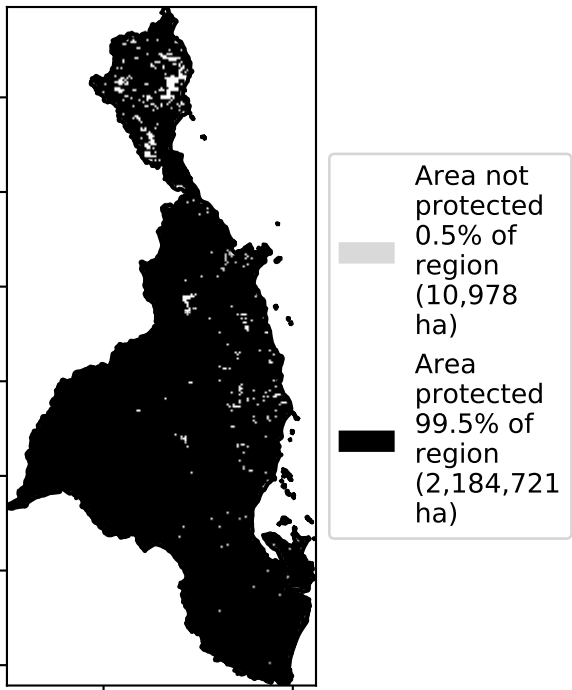 Area not
protected
0.5% of
region
(10,978
ha)
Area
protected
99.5% of
region
(2,184,721
ha)